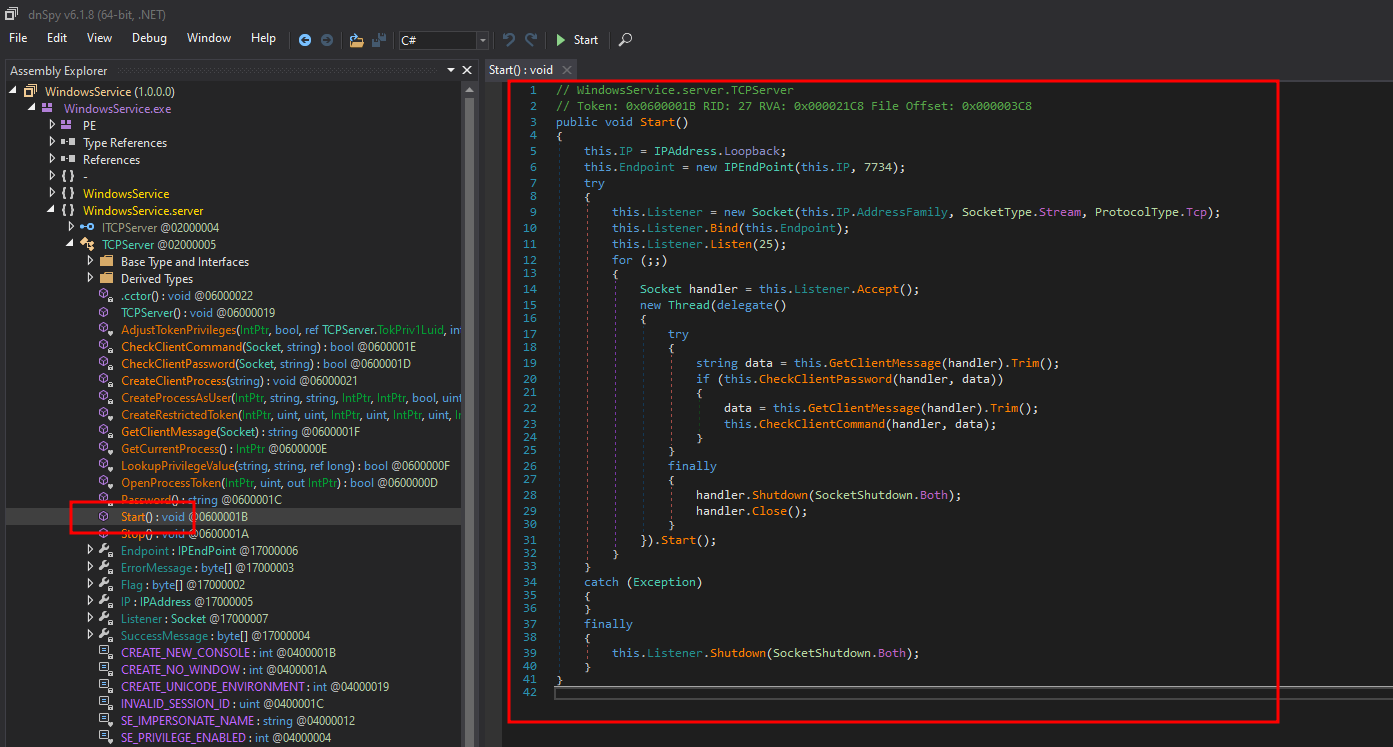 dnSpy v6.1.8 (64-bit, .NET)
File Edit View Debug Window Help C# Start
Assembly Explorer
WindowsService (1.0.0.0)
WindowsService.exe
PE
Type References
References
{ } -
{ } WindowsService
{ } WindowsService.server
ITCPServer @02000004
TCPServer @02000005
Base Type and Interfaces
Derived Types
.cctor() : void @06000022
TCPServer() : void @06000019
AdjustTokenPrivileges(IntPtr, bool, ref TCPServer.TokPriv1Luid, int
CheckClientCommand(Socket, string) : bool @0600001E
CheckClientPassword(Socket, string) : bool @0600001D
CreateClientProcess(string) : void @06000021
CreateProcessAsUser(IntPtr, string, string, IntPtr, IntPtr, bool, uint
CreateRestrictedToken(IntPtr, uint, uint, IntPtr, uint, IntPtr, uint, I
GetClientMessage(Socket) : string @0600001F
GetCurrentProcess() : IntPtr @0600000E
LookupPrivilegeValue(string, string, ref long) : bool @0600000F
OpenProcessToken(IntPtr, uint, out IntPtr) : bool @0600000D
Password() : string @0600001C
Start() : void @0600001B
Stop() : void @0600001A
Endpoint : IPEndPoint @17000006
ErrorMessage : byte[] @17000003
Flag : byte[] @17000002
IP : IPAddress @17000005
Listener : Socket @17000007
SuccessMessage : byte[] @17000004
CREATE_NEW_CONSOLE : int @0400001B
CREATE_NO_WINDOW : int @0400001A
CREATE_UNICODE_ENVIRONMENT : int @04000019
INVALID_SESSION_ID : uint @0400001C
SE_IMPERSONATE_NAME : string @04000012
SE_PRIVILEGE_ENABLED : int @04000004
Start() : void
1 // WindowsService.server.TCPServer
2 // Token: 0x0600001B RID: 27 RVA: 0x000021C8 File Offset: 0x000003C8
3 public void Start()
4 {
5 this.IP = IPAddress.Loopback;
6 this.Endpoint = new IPEndPoint(this.IP, 7734);
7 try
8 {
9 this.Listener = new Socket(this.IP.AddressFamily, SocketType.Stream, ProtocolType.Tcp);
10 this.Listener.Bind(this.Endpoint);
11 this.Listener.Listen(25);
12 for (;;)
13 {
14 Socket handler = this.Listener.Accept();
15 new Thread(delegate()
16 {
17 try
18 {
19 string data = this.GetClientMessage(handler).Trim();
20 if (this.CheckClientPassword(handler, data))
21 {
22 data = this.GetClientMessage(handler).Trim();
23 this.CheckClientCommand(handler, data);
24 }
25 }
26 finally
27 {
28 handler.Shutdown(SocketShutdown.Both);
29 handler.Close();
30 }
31 }).Start();
32 }
33 }
34 catch (Exception)
35 {
36 }
37 finally
38 {
39 this.Listener.Shutdown(SocketShutdown.Both);
40 }
41 }
42